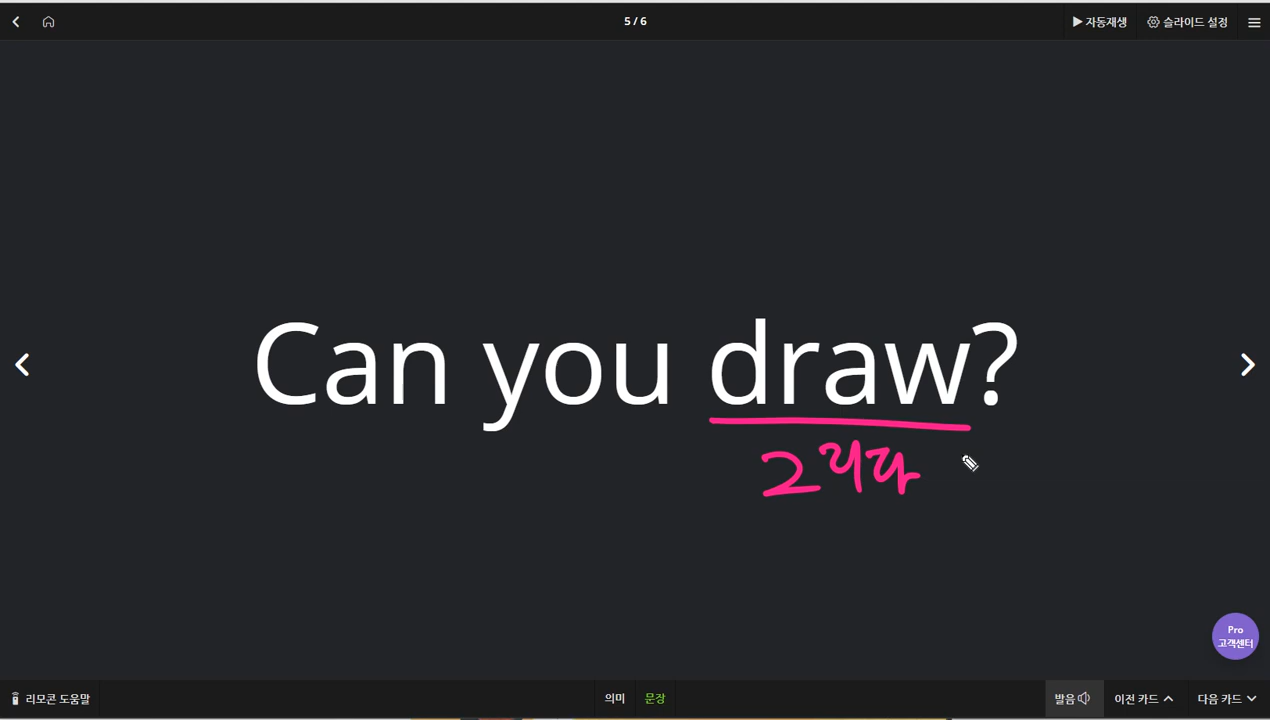 5 / 6
자동재생
슬라이드 설정
Can you draw?
그리다
Pro
고객센터
리모콘 도움말
의미
문장
발음
이전 카드
다음 카드